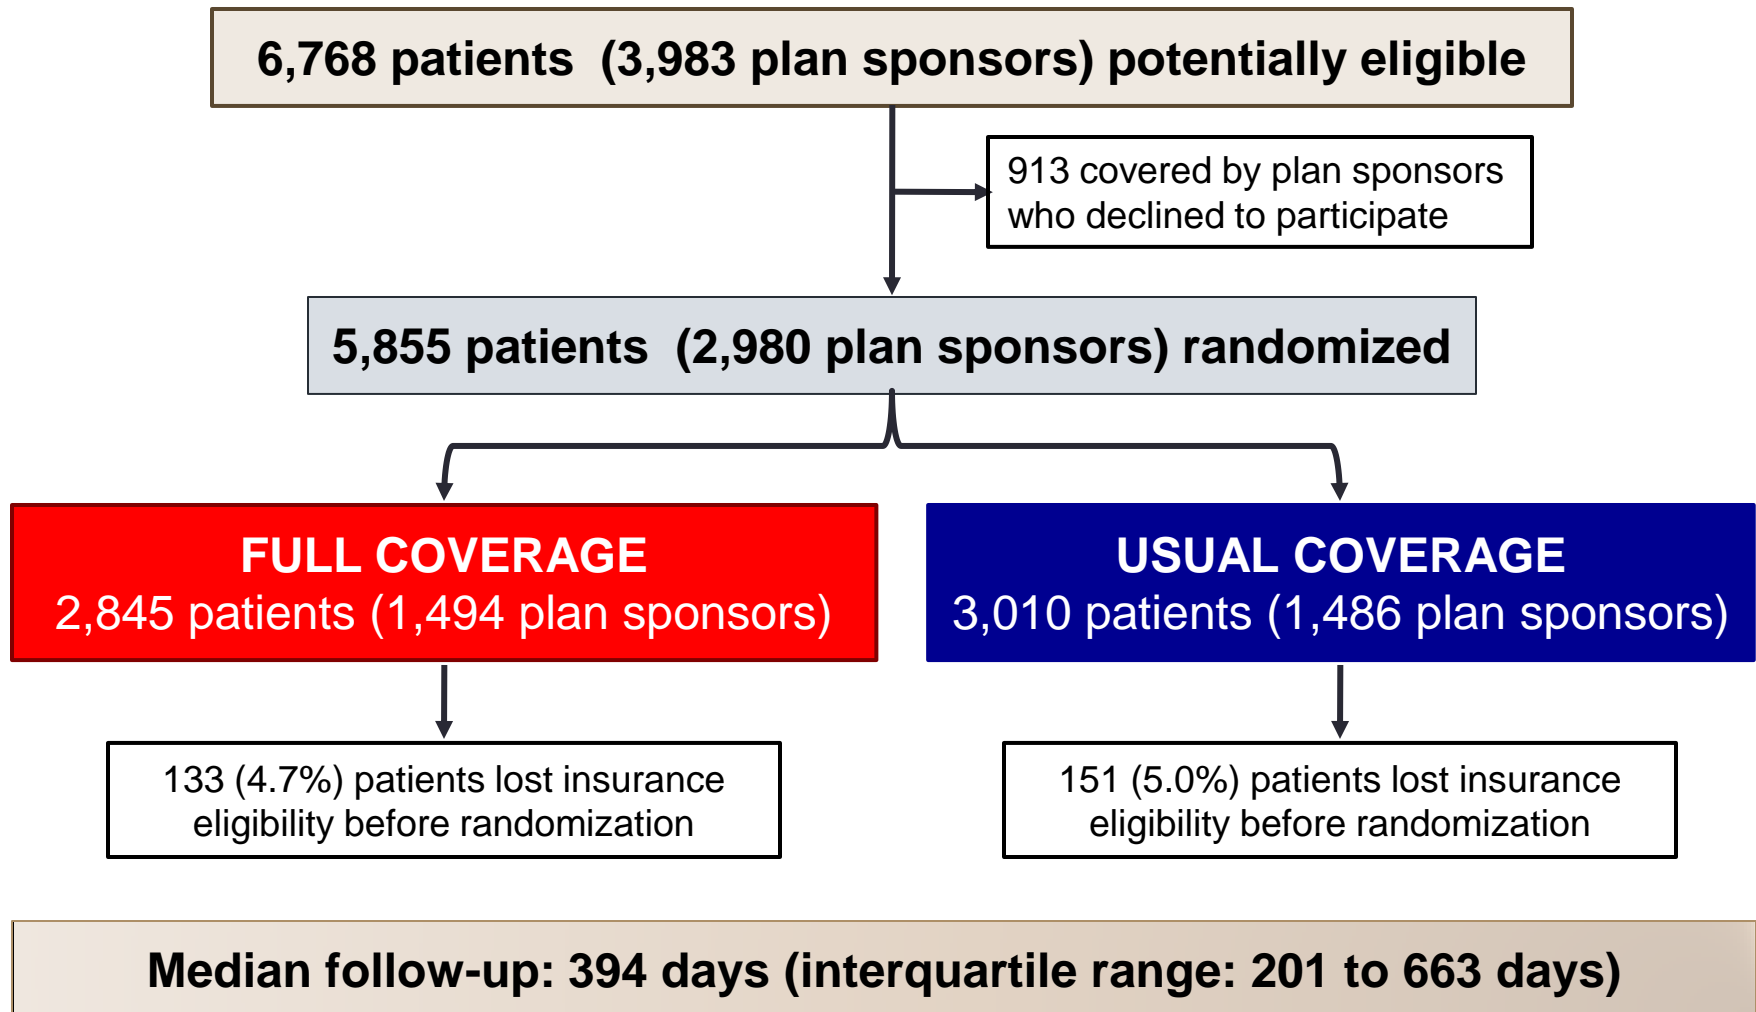 6,768 patients  (3,983 plan sponsors) potentially eligible
913 covered by plan sponsors
who declined to participate
5,855 patients  (2,980 plan sponsors) randomized
FULL COVERAGE
2,845 patients (1,494 plan sponsors)
USUAL COVERAGE
3,010 patients (1,486 plan sponsors)
133 (4.7%) patients lost insurance
eligibility before randomization
151 (5.0%) patients lost insurance
eligibility before randomization
Median follow-up: 394 days (interquartile range: 201 to 663 days)